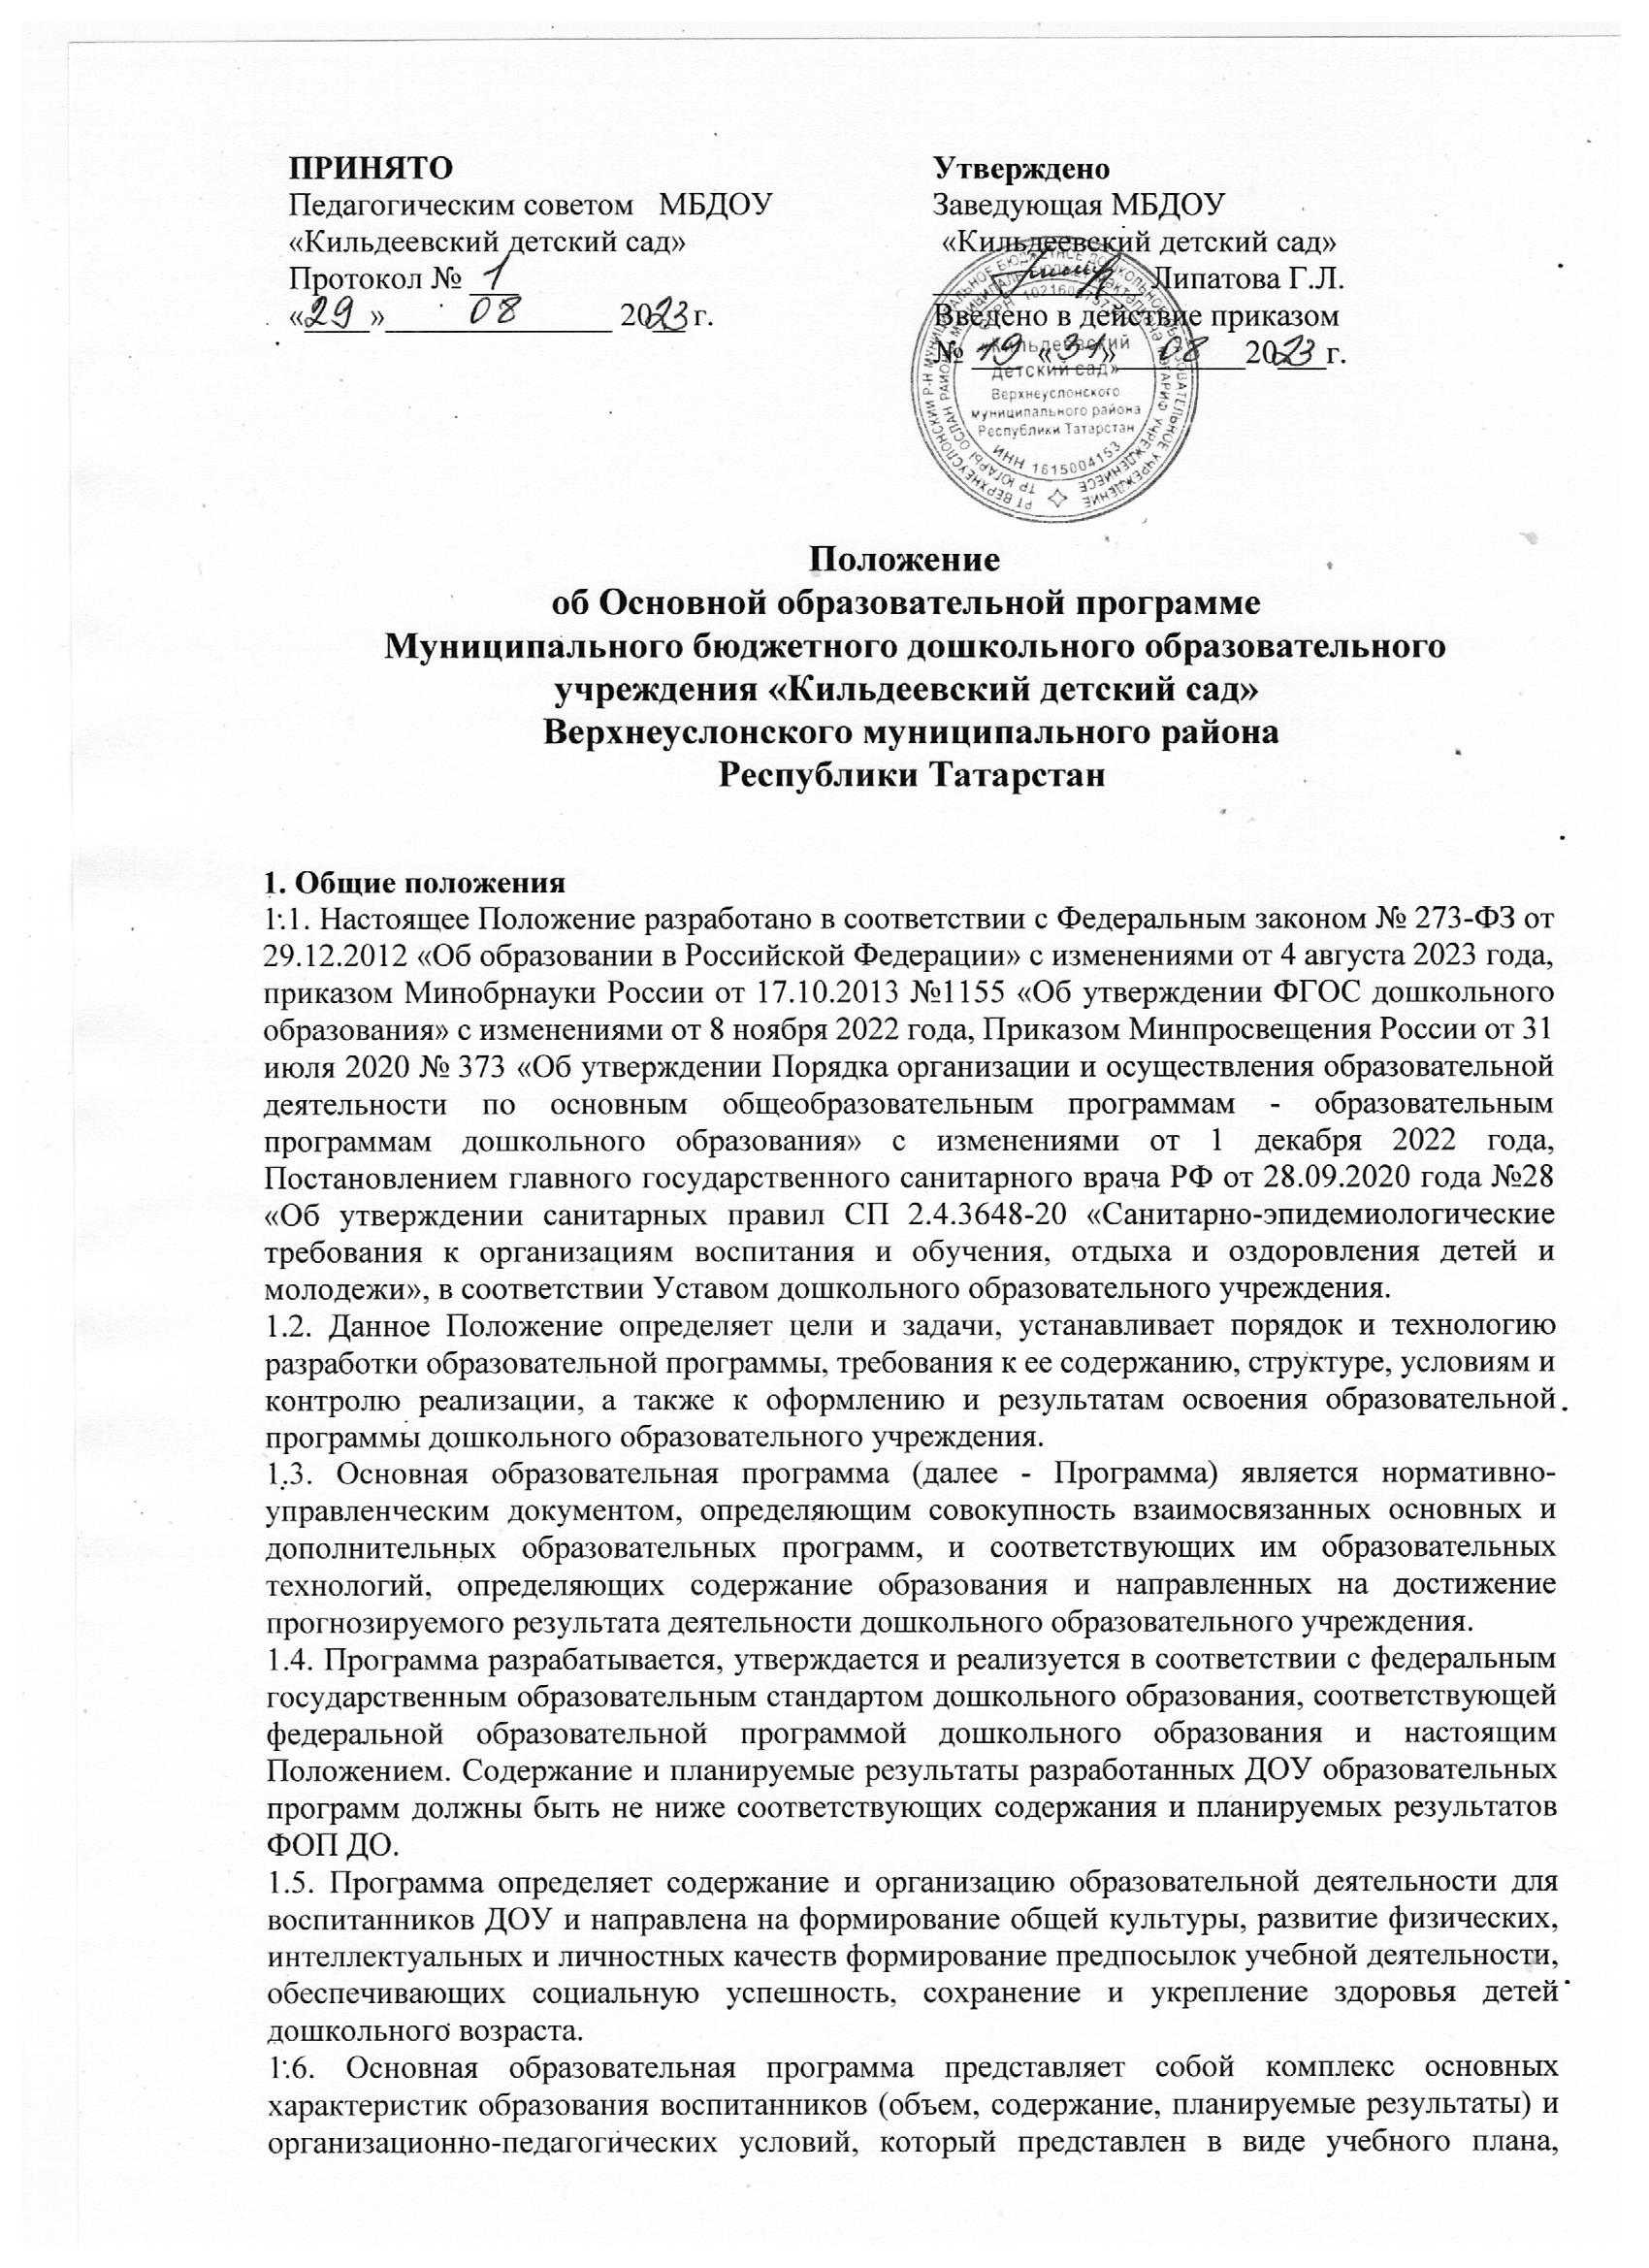 ПРИНЯТО
Педагогическим советом МБДОУ
«Кильдеевский детский сад»
Протокол № 1
«29» 08 2023 г.
Утверждено
Заведующая МБДОУ
«Кильдеевский детский сад»
Липатова Г.Л.
Введено в действие приказом
№ 19 «31» 08 2023 г.
«Кильдеевский
детский сад»
Верхнеуслонского
муниципального района
Республики Татарстан
ИНН 1615004153
Положение
об Основной образовательной программе
Муниципального бюджетного дошкольного образовательного
учреждения «Кильдеевский детский сад»
Верхнеуслонского муниципального района
Республики Татарстан
1. Общие положения
1.1. Настоящее Положение разработано в соответствии с Федеральным законом № 273-ФЗ от
29.12.2012 «Об образовании в Российской Федерации» с изменениями от 4 августа 2023 года,
приказом Минобрнауки России от 17.10.2013 №1155 «Об утверждении ФГОС дошкольного
образования» с изменениями от 8 ноября 2022 года, Приказом Минпросвещения России от 31
июля 2020 № 373 «Об утверждении Порядка организации и осуществления образовательной
деятельности по основным общеобразовательным программам - образовательным
программам дошкольного образования» с изменениями от 1 декабря 2022 года,
Постановлением главного государственного санитарного врача РФ от 28.09.2020 года №28
«Об утверждении санитарных правил СП 2.4.3648-20 «Санитарно-эпидемиологические
требования к организациям воспитания и обучения, отдыха и оздоровления детей и
молодежи», в соответствии Уставом дошкольного образовательного учреждения.
1.2. Данное Положение определяет цели и задачи, устанавливает порядок и технологию
разработки образовательной программы, требования к ее содержанию, структуре, условиям и
контролю реализации, а также к оформлению и результатам освоения образовательной
программы дошкольного образовательного учреждения.
1.3. Основная образовательная программа (далее - Программа) является нормативно-
управленческим документом, определяющим совокупность взаимосвязанных основных и
дополнительных образовательных программ, и соответствующих им образовательных
технологий, определяющих содержание образования и направленных на достижение
прогнозируемого результата деятельности дошкольного образовательного учреждения.
1.4. Программа разрабатывается, утверждается и реализуется в соответствии с федеральным
государственным образовательным стандартом дошкольного образования, соответствующей
федеральной образовательной программой дошкольного образования и настоящим
Положением. Содержание и планируемые результаты разработанных ДОУ образовательных
программ должны быть не ниже соответствующих содержания и планируемых результатов
ФОП ДО.
1.5. Программа определяет содержание и организацию образовательной деятельности для
воспитанников ДОУ и направлена на формирование общей культуры, развитие физических,
интеллектуальных и личностных качеств формирование предпосылок учебной деятельности,
обеспечивающих социальную успешность, сохранение и укрепление здоровья детей
дошкольного возраста.
1.6. Основная образовательная программа представляет собой комплекс основных
характеристик образования воспитанников (объем, содержание, планируемые результаты) и
организационно-педагогических условий, который представлен в виде учебного плана,